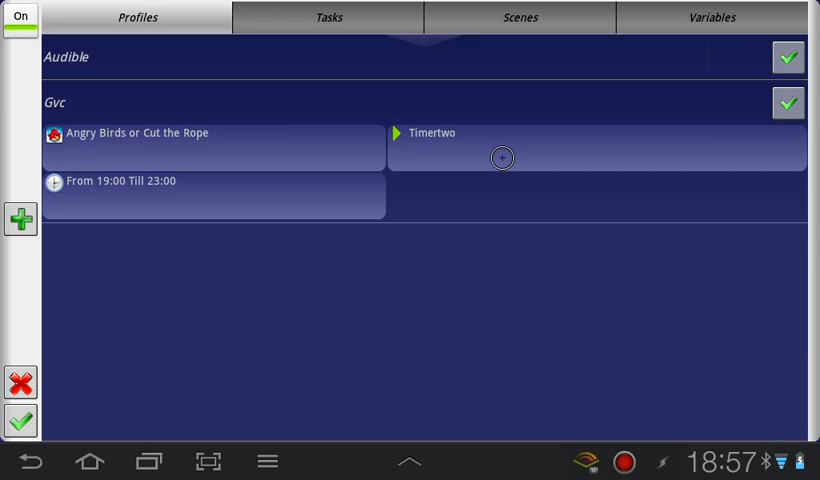 On
Profiles
Tasks
Scenes
Variables
Audible
Gvc
Angry Birds or Cut the Rope
Timertwo
From 19:00 Till 23:00
18:57